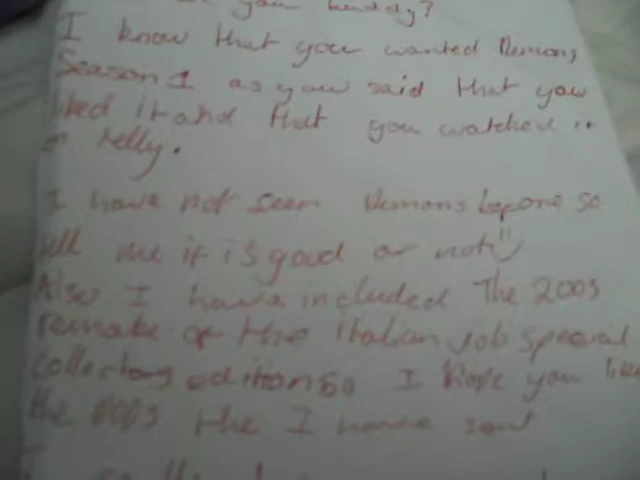 you buddy?
I know that you wanted Demons
Season 1 as you said that you
liked it and that you watched it
on telly.
I have not seen Demons before so
tell me if is good or not
Also I have included The 2003
remake of the Italian job special
collectors edition so I hope you like
the DVDs the I have sent